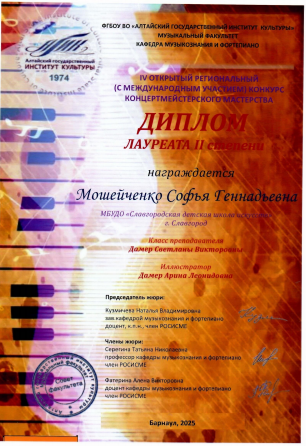 ФГБОУ ВО «АЛТАЙСКИЙ ГОСУДАРСТВЕННЫЙ ИНСТИТУТ КУЛЬТУРЫ»
МУЗЫКАЛЬНЫЙ ФАКУЛЬТЕТ
КАФЕДРА МУЗЫКОЗНАНИЯ И ФОРТЕПИАНО
Алтайский государственный
ИНСТИТУТ КУЛЬТУРЫ
1974
IV ОТКРЫТЫЙ РЕГИОНАЛЬНЫЙ
(С МЕЖДУНАРОДНЫМ УЧАСТИЕМ) КОНКУРС
КОНЦЕРТМЕЙСТЕРСКОГО МАСТЕРСТВА
ДИПЛОМ
ЛАУРЕАТА II степени
награждается
Мошейченко Софья Геннадьевна
МБУДО «Славгородская детская школа искусств»
г. Славгород
Класс преподавателя
Дамер Светланы Викторовны
Иллюстратор
Дамер Арина Леонидовна
Председатель жюри:
Кузмичева Наталья Владимировна
зав.кафедрой музыкознания и фортепиано
доцент, к.п.н., член РОСИСМЕ
Члены жюри:
Серегина Татьяна Николаевна
профессор кафедры музыкознания и фортепиано
член РОСИСМЕ
Фатерина Алена Викторовна
доцент кафедры музыкознания и фортепиано
член РОСИСМЕ
Совет
факультета
Барнаул, 2025